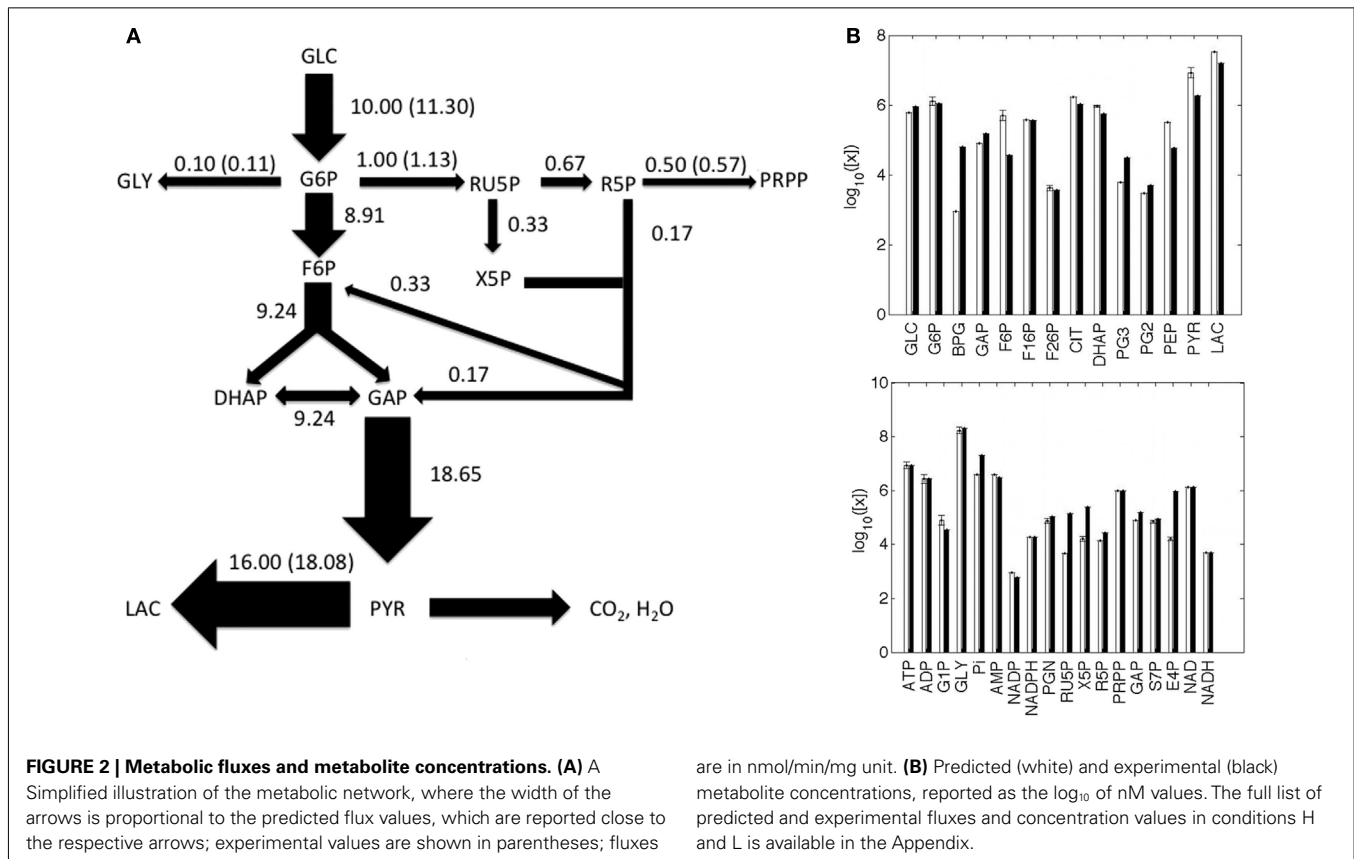 A
GLC
10.00 (11.30)
0.10 (0.11)
1.00 (1.13)
0.67
0.50 (0.57)
GLY
G6P
RU5P
R5P
PRPP
8.91
0.33
0.17
F6P
0.33
X5P
9.24
0.17
DHAP
GAP
9.24
18.65
16.00 (18.08)
LAC
PYR
CO₂, H₂O
B
log₁₀([x])
8
6
4
2
0
GLC
G6P
BPG
GAP
F6P
F16P
F26P
CIT
DHAP
PG3
PG2
PEP
PYR
LAC
log₁₀([x])
10
8
6
4
2
0
ATP
ADP
G1P
GLY
Pi
AMP
NADP
NADPH
PGN
RU5P
X5P
R5P
PRPP
GAP
S7P
E4P
NAD
NADH
FIGURE 2 | Metabolic fluxes and metabolite concentrations. (A) A
Simplified illustration of the metabolic network, where the width of the
arrows is proportional to the predicted flux values, which are reported close to
the respective arrows; experimental values are shown in parentheses; fluxes
are in nmol/min/mg unit. (B) Predicted (white) and experimental (black)
metabolite concentrations, reported as the log₁₀ of nM values. The full list of
predicted and experimental fluxes and concentration values in conditions H
and L is available in the Appendix.